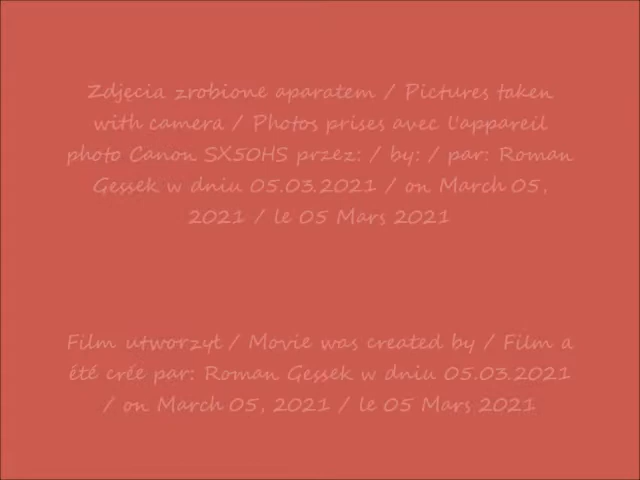 Zdjęcia zrobione aparatem / Pictures taken
with camera / Photos prises avec l'appareil
photo Canon SX50HS przez: / by: / par: Roman
Gęssek w dniu 05.03.2021 / on March 05,
2021 / le 05 Mars 2021
Film utworzył / Movie was created by / Film a
été crée par: Roman Gęssek w dniu 05.03.2021
/ on March 05, 2021 / le 05 Mars 2021